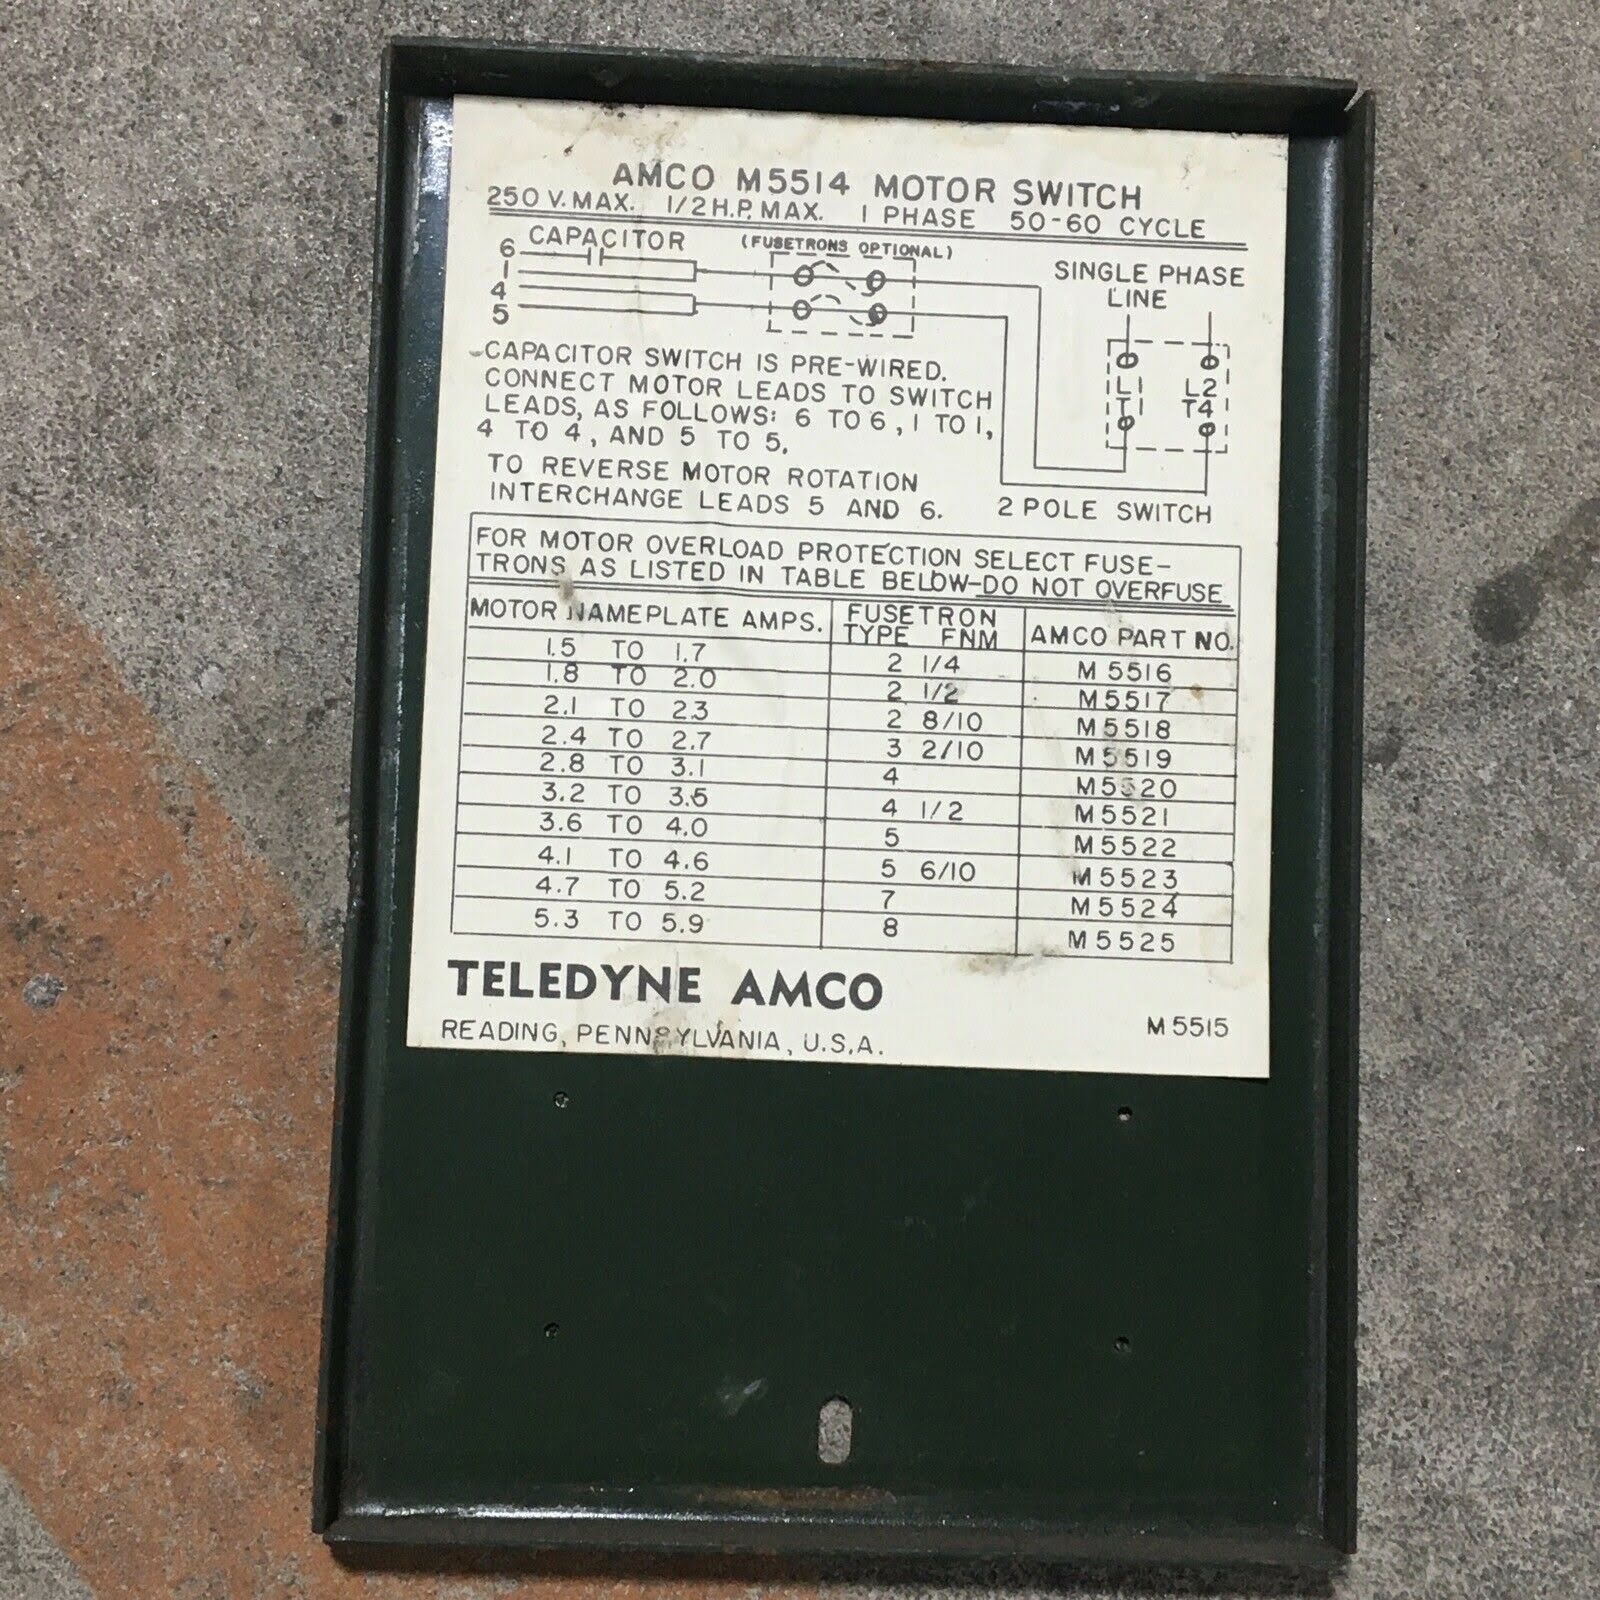 AMCO M5514 MOTOR SWITCH
250 V. MAX. 1/2 H.P. MAX. 1 PHASE 50-60 CYCLE
6 CAPACITOR (FUSETRONS OPTIONAL)
1
4
5
SINGLE PHASE
LINE
L1 L2
T1 T4
CAPACITOR SWITCH IS PRE-WIRED.
CONNECT MOTOR LEADS TO SWITCH
LEADS, AS FOLLOWS: 6 TO 6, 1 TO 1,
4 TO 4, AND 5 TO 5.
TO REVERSE MOTOR ROTATION
INTERCHANGE LEADS 5 AND 6.
2 POLE SWITCH
FOR MOTOR OVERLOAD PROTECTION SELECT FUSE-
TRONS AS LISTED IN TABLE BELOW-DO NOT OVERFUSE
MOTOR NAMEPLATE AMPS. FUSETRON TYPE FNM AMCO PART NO.
1.5 TO 1.7 2 1/4 M 5516
1.8 TO 2.0 2 1/2 M5517
2.1 TO 2.3 2 8/10 M5518
2.4 TO 2.7 3 2/10 M5519
2.8 TO 3.1 4 M5520
3.2 TO 3.5 4 1/2 M5521
3.6 TO 4.0 5 M5522
4.1 TO 4.6 5 6/10 M5523
4.7 TO 5.2 7 M5524
5.3 TO 5.9 8 M5525
TELEDYNE AMCO
READING, PENNSYLVANIA, U.S.A.
M 5515